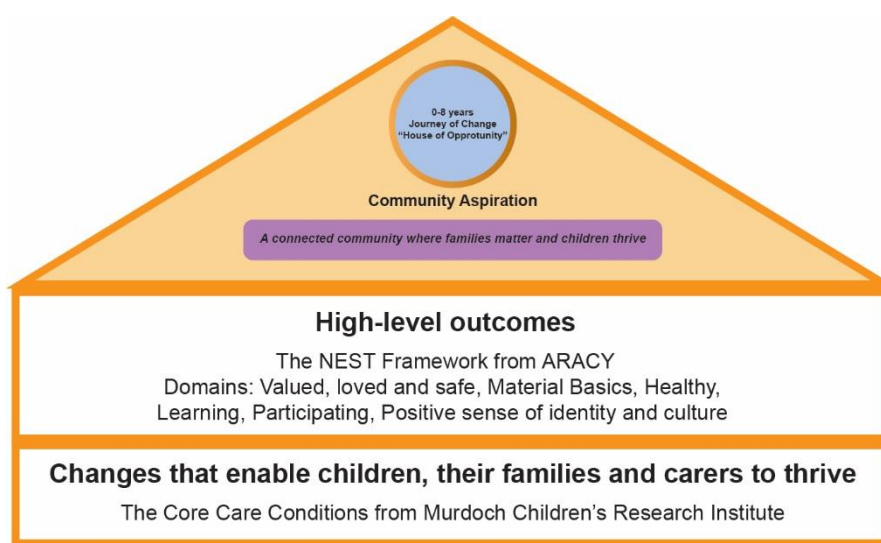 0-8 years
Journey of Change
“House of Opprotunity”
Community Aspiration
A connected community where families matter and children thrive
High-level outcomes
The NEST Framework from ARACY
Domains: Valued, loved and safe, Material Basics, Healthy,
Learning, Participating, Positive sense of identity and culture
Changes that enable children, their families and carers to thrive
The Core Care Conditions from Murdoch Children’s Research Institute